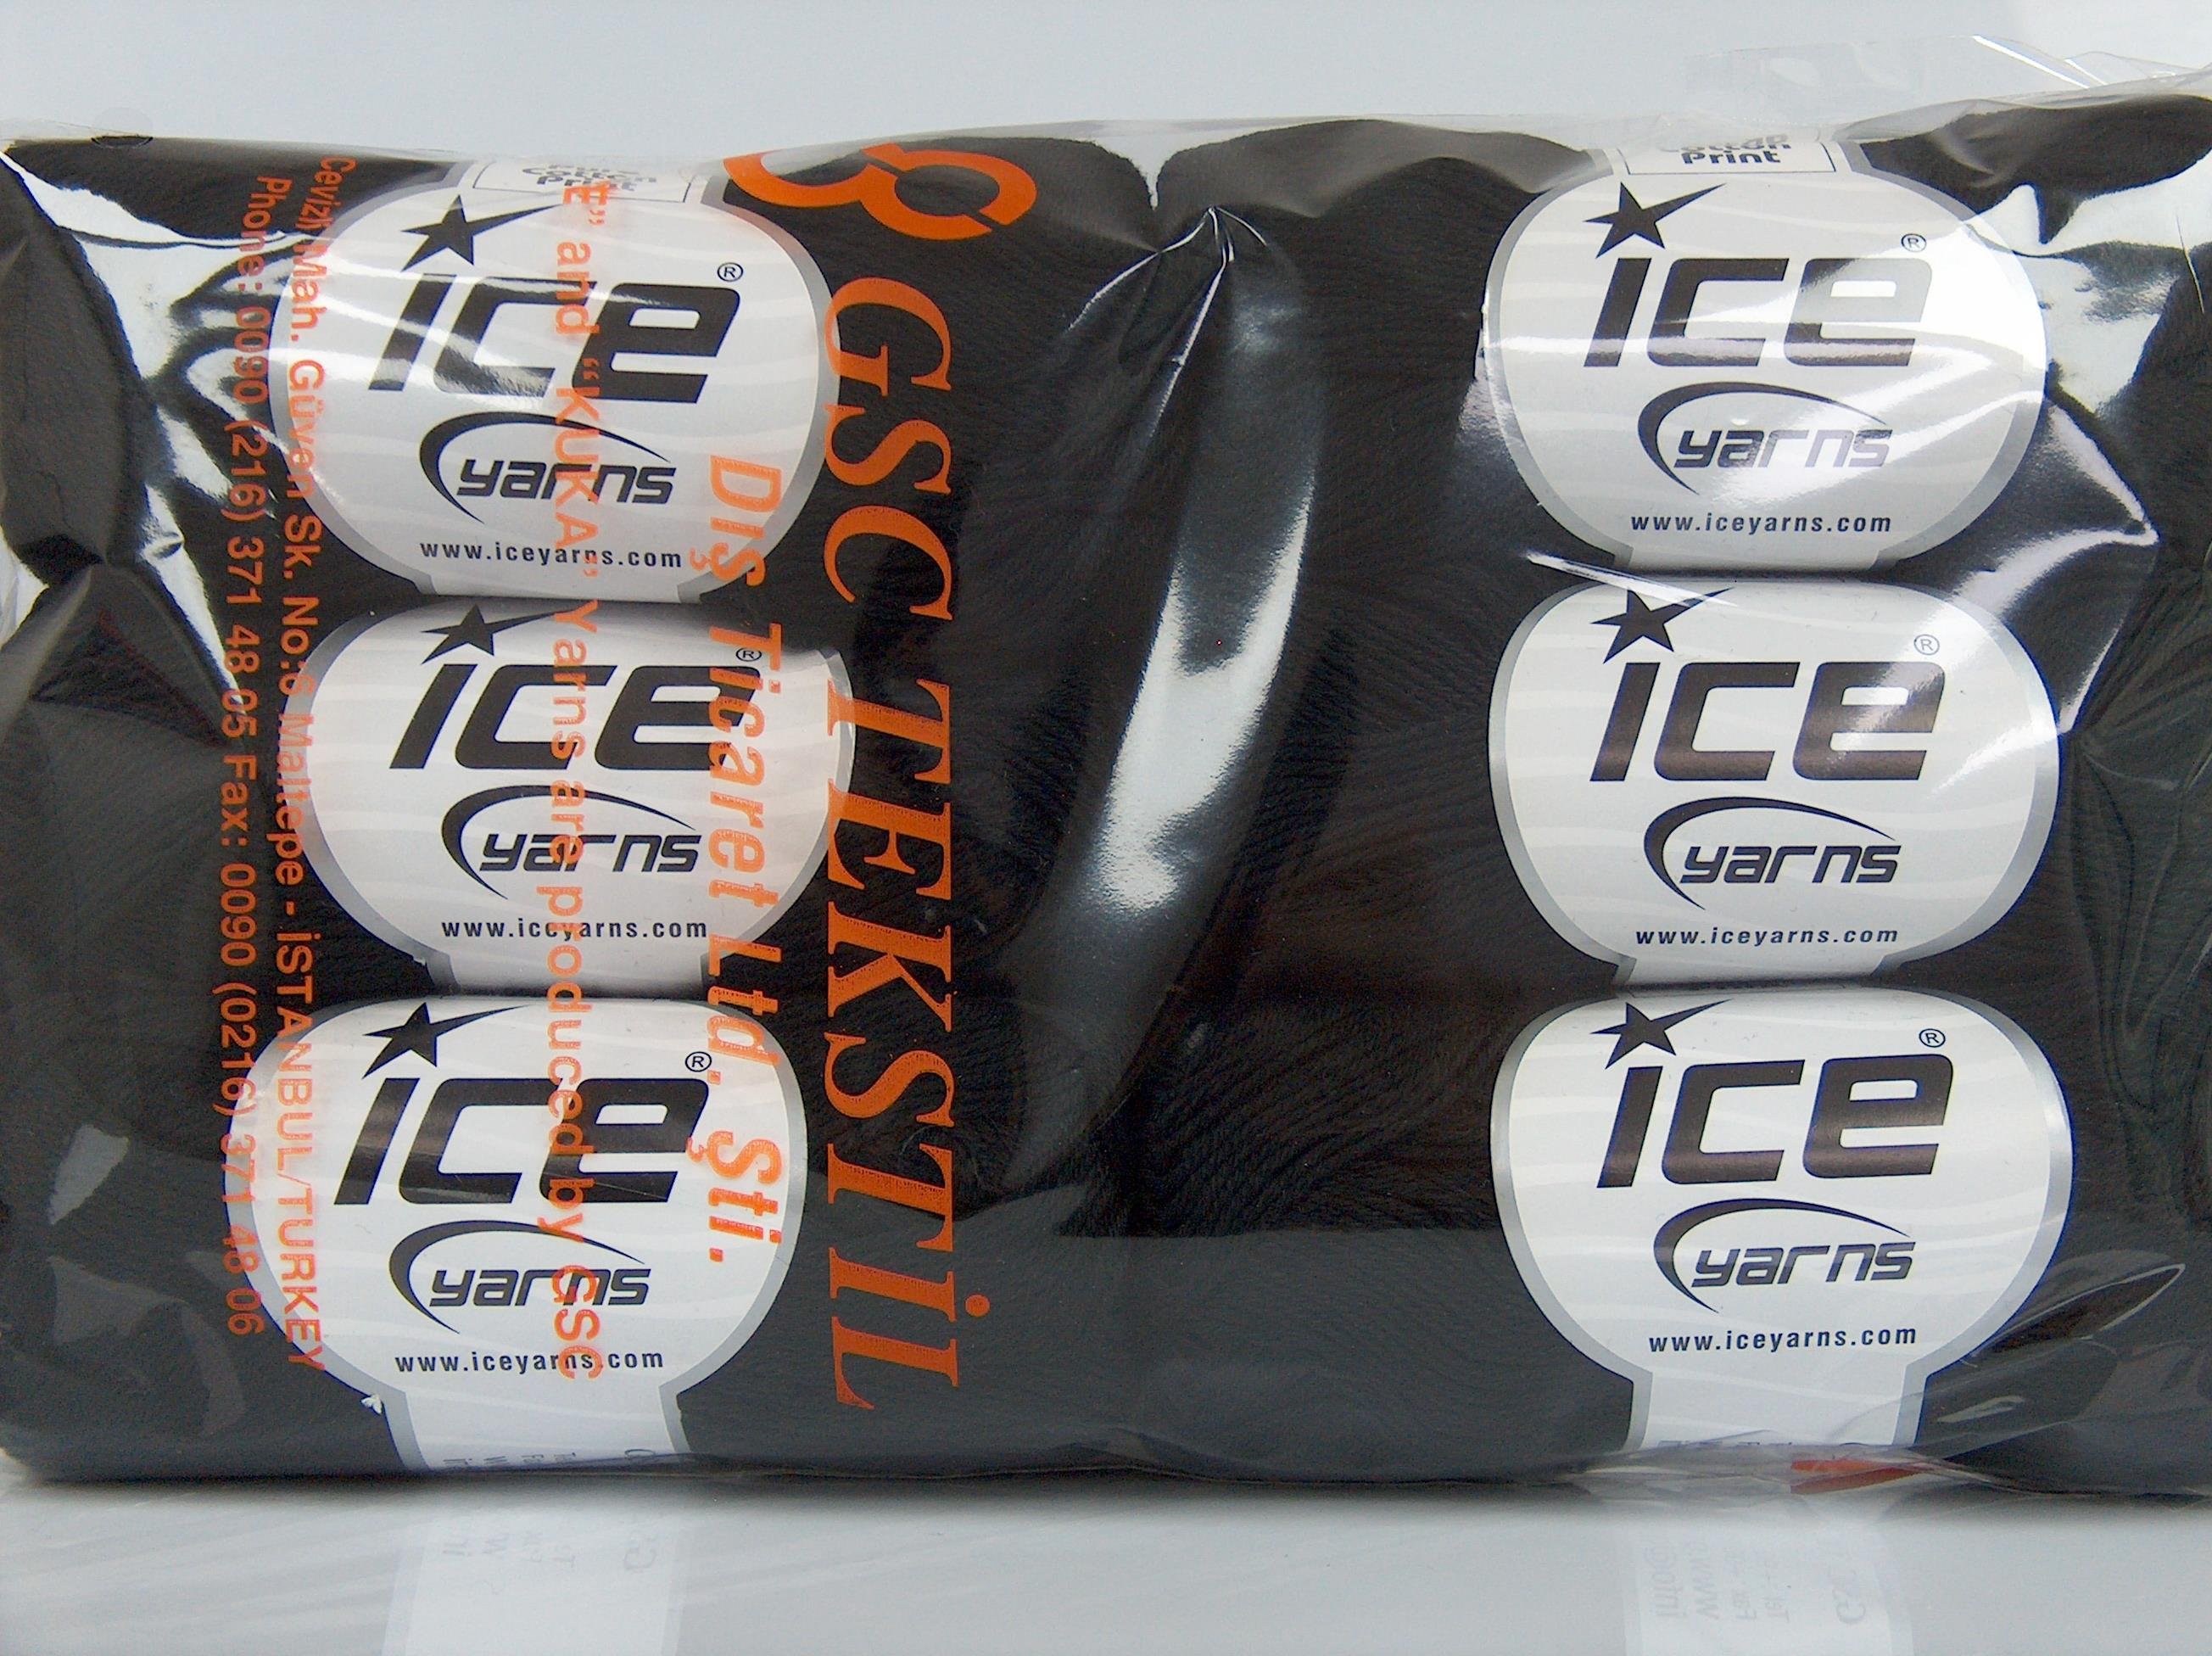 Print
ice®
yarns
www.iceyarns.com
ice®
yarns
www.iceyarns.com
ice®
yarns
www.iceyarns.com
GSC TEKSTİL
Dış Ticaret Ltd. Şti.
E” and “KUKA” Yarns are produced by GSC
Cevizli Mah. Güven Sk. No:6 Maltepe - İSTANBUL/TURKEY
Phone: 0090 (216) 371 48 05 Fax: 0090 (0216) 371 48 06
Cotton
Print
ice®
yarns
www.iceyarns.com
ice®
yarns
www.iceyarns.com
ice®
yarns
www.iceyarns.com